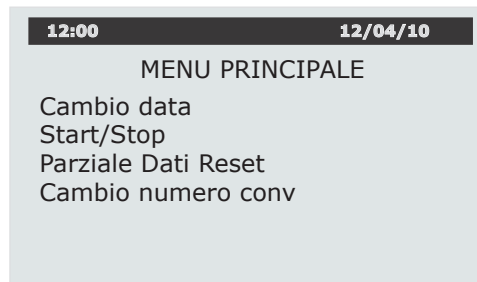 12:00 12/04/10
MENU PRINCIPALE
Cambio data
Start/Stop
Parziale Dati Reset
Cambio numero conv